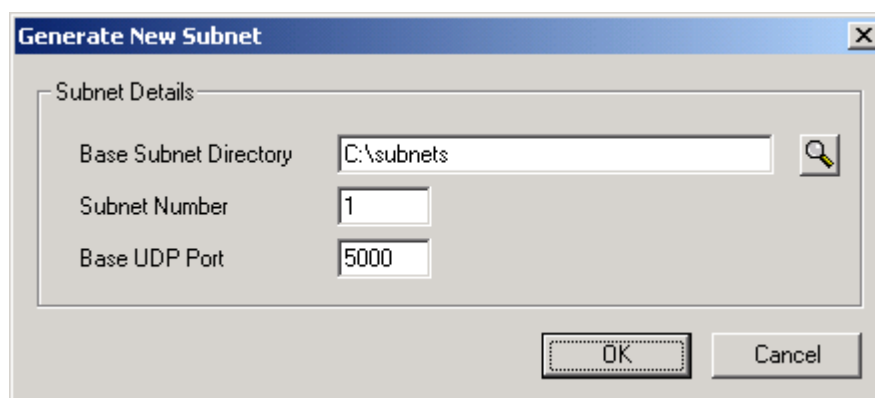 Generate New Subnet
Subnet Details
Base Subnet Directory C:\subnets
Subnet Number 1
Base UDP Port 5000
OK Cancel